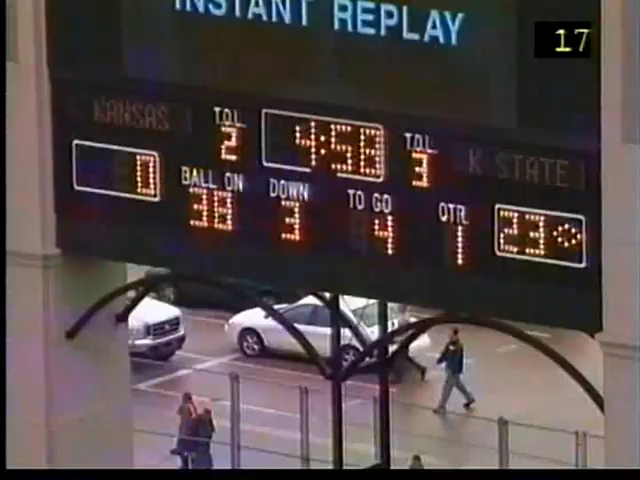 INSTANT REPLAY
17
KANSAS T.O.L. 2 4:58 T.O.L. 3 K STATE
0 BALL ON 38 DOWN 3 TO GO 4 QTR 1 23